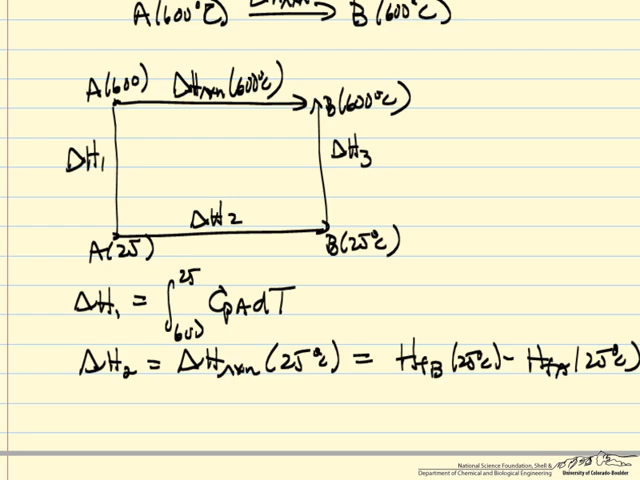 A(600°C) ΔHrxn B(600°C)
A(600) ΔHrxn(600°C) B(600°C)
ΔH1 ΔH3
ΔH2
A(25) B(25°C)
ΔH1 = ∫ 25 600 CpA dT
ΔH2 = ΔHrxn(25°C) = HfB(25°C) - HfA(25°C)
National Science Foundation, Shell &
Department of Chemical and Biological Engineering
University of Colorado-Boulder